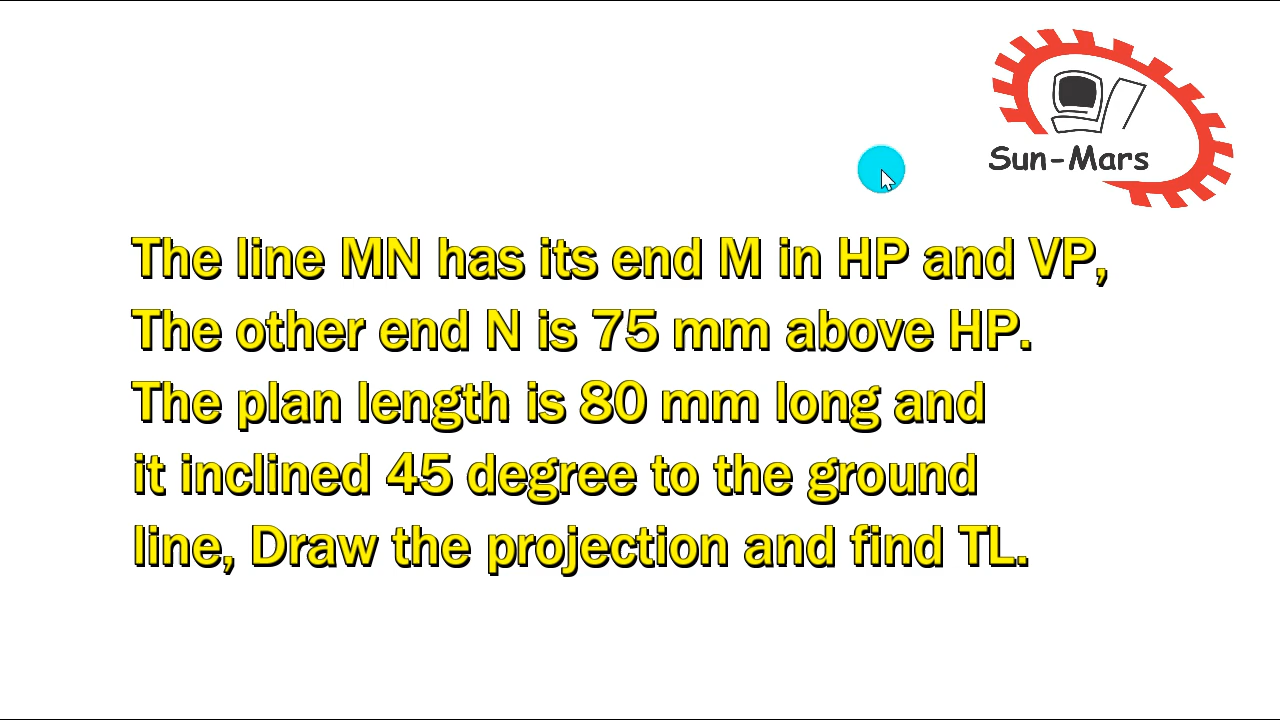 Sun-Mars
The line MN has its end M in HP and VP,
The other end N is 75 mm above HP.
The plan length is 80 mm long and
it inclined 45 degree to the ground
line, Draw the projection and find TL.